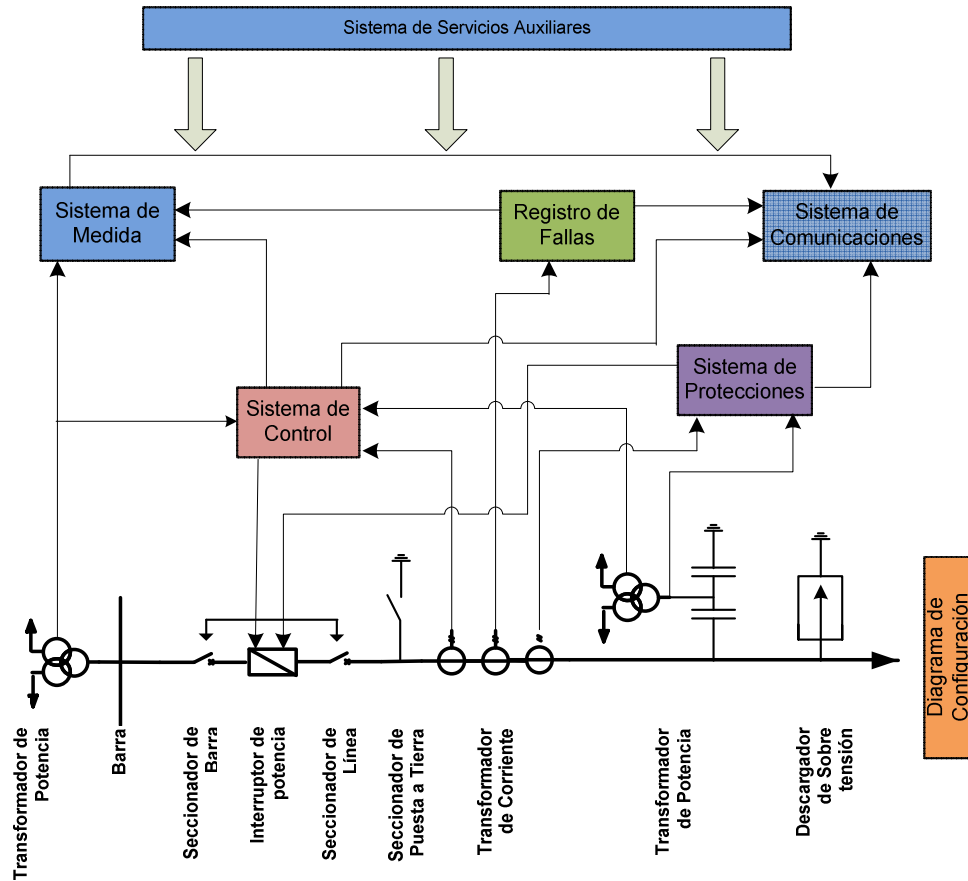 Sistema de Servicios Auxiliares
Sistema de
Medida
Registro de
Fallas
Sistema de
Comunicaciones
Sistema de
Protecciones
Sistema de
Control
Diagrama de
Configuración
Transformador de
Potencia
Barra
Seccionador de
Barra
Interruptor de
potencia
Seccionador de
Línea
Seccionador de
Puesta a Tierra
Transformador
de Corriente
Transformador
de Potencia
Descargador
de Sobre
tensión